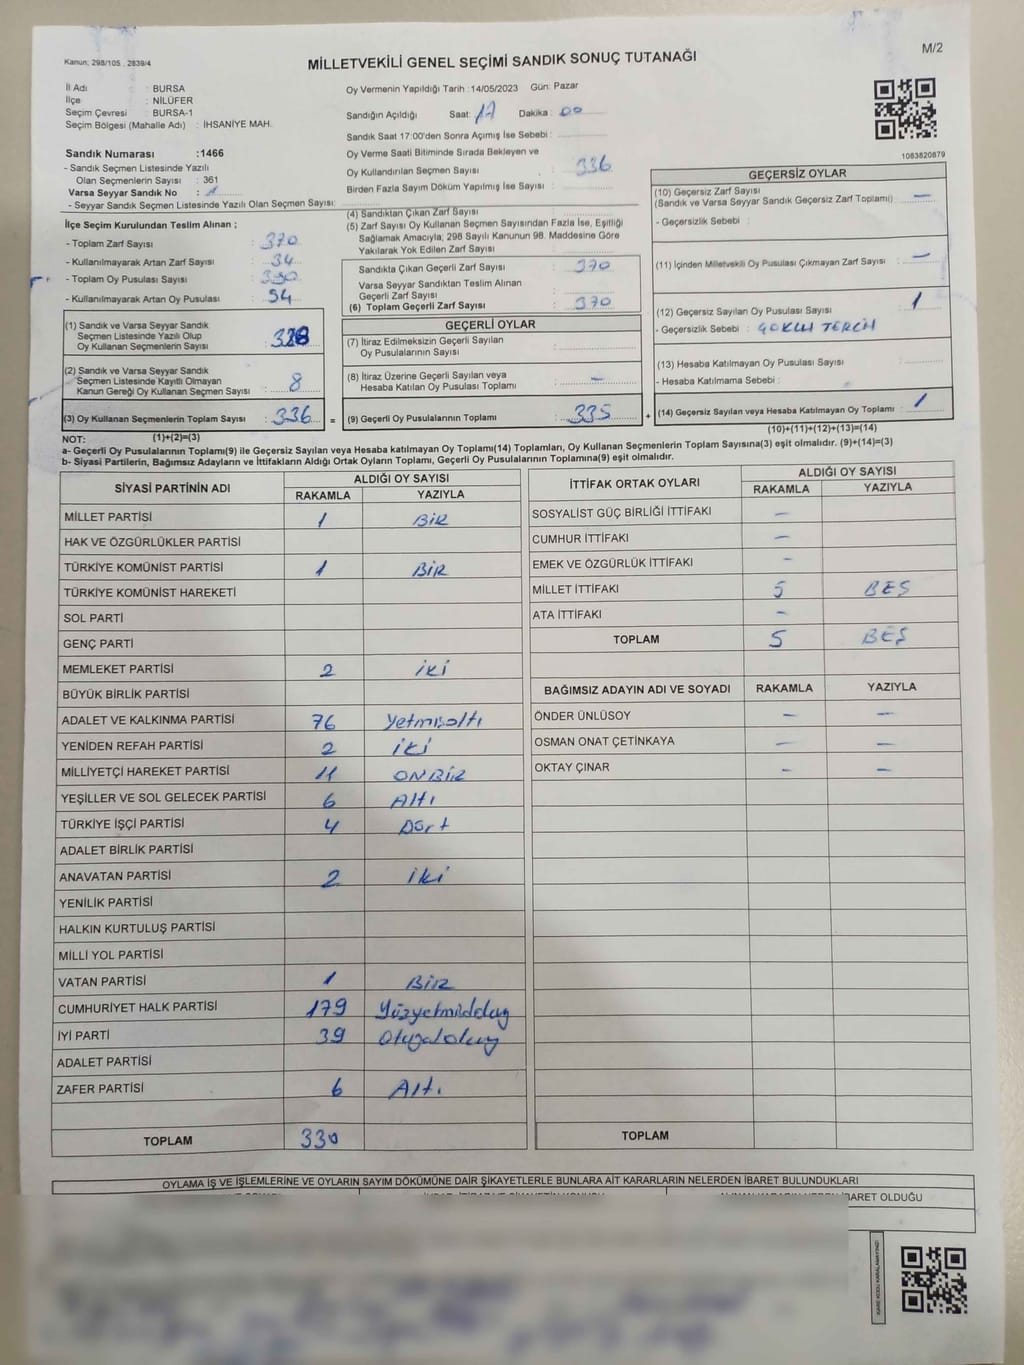 Kanun; 298/105 , 2839/4
MİLLETVEKİLİ GENEL SEÇİMİ SANDIK SONUÇ TUTANAĞI
M/2
İl Adı : BURSA
İlçe : NİLÜFER
Seçim Çevresi : BURSA-1
Seçim Bölgesi (Mahalle Adı) : İHSANİYE MAH.
Oy Vermenin Yapıldığı Tarih :14/05/2023 Gün: Pazar
Sandığın Açıldığı Saat: 17 Dakika : 00
Sandık Saat 17:00'den Sonra Açımış İse Sebebi :
Sandık Numarası :1466
- Sandık Seçmen Listesinde Yazılı
Olan Seçmenlerin Sayısı : 361
Varsa Seyyar Sandık No :
- Seyyar Sandık Seçmen Listesinde Yazılı Olan Seçmen Sayısı:
Oy Verme Saati Bitiminde Sırada Bekleyen ve
Oy Kullandırılan Seçmen Sayısı : 336
Birden Fazla Sayım Döküm Yapılmış İse Sayısı :
1083820879
İlçe Seçim Kurulundan Teslim Alınan ;
- Toplam Zarf Sayısı : 370
- Kullanılmayarak Artan Zarf Sayısı : 34
- Toplam Oy Pusulası Sayısı :
- Kullanılmayarak Artan Oy Pusulası :
(4) Sandıktan Çıkan Zarf Sayısı :
(5) Zarf Sayısı Oy Kullanan Seçmen Sayısından Fazla İse, Eşitliği
Sağlamak Amacıyla; 298 Sayılı Kanunun 98. Maddesine Göre
Yakılarak Yok Edilen Zarf Sayısı :
Sandıkta Çıkan Geçerli Zarf Sayısı : 370
Varsa Seyyar Sandıktan Teslim Alınan
Geçerli Zarf Sayısı :
(6) Toplam Geçerli Zarf Sayısı : 370
GEÇERSİZ OYLAR
(10) Geçersiz Zarf Sayısı
(Sandık ve Varsa Seyyar Sandık Geçersiz Zarf Toplamı) : —
- Geçersizlik Sebebi :
(11) İçinden Milletvekili Oy Pusulası Çıkmayan Zarf Sayısı : —
(12) Geçersiz Sayılan Oy Pusulası Sayısı : 1
- Geçersizlik Sebebi : ÇOKLU TERCİH
(13) Hesaba Katılmayan Oy Pusulası Sayısı :
- Hesaba Katılmama Sebebi :
(14) Geçersiz Sayılan veya Hesaba Katılmayan Oy Toplamı : 1
(10)+(11)+(12)+(13)=(14)
(1) Sandık ve Varsa Seyyar Sandık
Seçmen Listesinde Yazılı Olup
Oy Kullanan Seçmenlerin Sayısı : 328
(2) Sandık ve Varsa Seyyar Sandık
Seçmen Listesinde Kayıtlı Olmayan
Kanun Gereği Oy Kullanan Seçmen Sayısı : 8
(3) Oy Kullanan Seçmenlerin Toplam Sayısı : 336 =
(1)+(2)=(3)
GEÇERLİ OYLAR
(7) İtiraz Edilmeksizin Geçerli Sayılan
Oy Pusulalarının Sayısı :
(8) İtiraz Üzerine Geçerli Sayılan veya
Hesaba Katılan Oy Pusulası Toplamı : —
(9) Geçerli Oy Pusulalarının Toplamı : 335 +
NOT:
a- Geçerli Oy Pusulalarının Toplamı(9) ile Geçersiz Sayılan veya Hesaba katılmayan Oy Toplamı(14) Toplamları, Oy Kullanan Seçmenlerin Toplam Sayısına(3) eşit olmalıdır. (9)+(14)=(3)
b- Siyasi Partilerin, Bağımsız Adayların ve İttifakların Aldığı Ortak Oyların Toplamı, Geçerli Oy Pusulalarının Toplamına(9) eşit olmalıdır.
SİYASİ PARTİNİN ADI ALDIĞI OY SAYISI
RAKAMLA YAZIYLA
MİLLET PARTİSİ 1 BİR
HAK VE ÖZGÜRLÜKLER PARTİSİ
TÜRKİYE KOMÜNİST PARTİSİ 1 BİR
TÜRKİYE KOMÜNİST HAREKETİ
SOL PARTİ
GENÇ PARTİ
MEMLEKET PARTİSİ 2 iki
BÜYÜK BİRLİK PARTİSİ
ADALET VE KALKINMA PARTİSİ 76 Yetmişaltı
YENİDEN REFAH PARTİSİ 2 iki
MİLLİYETÇİ HAREKET PARTİSİ 11 ONBİR
YEŞİLLER VE SOL GELECEK PARTİSİ 6 Altı
TÜRKİYE İŞÇİ PARTİSİ 4 Dört
ADALET BİRLİK PARTİSİ
ANAVATAN PARTİSİ 2 iki
YENİLİK PARTİSİ
HALKIN KURTULUŞ PARTİSİ
MİLLİ YOL PARTİSİ
VATAN PARTİSİ 1 BİR
CUMHURİYET HALK PARTİSİ 179
İYİ PARTİ 39
ADALET PARTİSİ
ZAFER PARTİSİ 6 Altı
TOPLAM 330
İTTİFAK ORTAK OYLARI ALDIĞI OY SAYISI
RAKAMLA YAZIYLA
SOSYALİST GÜÇ BİRLİĞİ İTTİFAKI —
CUMHUR İTTİFAKI —
EMEK VE ÖZGÜRLÜK İTTİFAKI —
MİLLET İTTİFAKI 5 BEŞ
ATA İTTİFAKI —
TOPLAM 5 BEŞ
BAĞIMSIZ ADAYIN ADI VE SOYADI RAKAMLA YAZIYLA
ÖNDER ÜNLÜSOY — —
OSMAN ONAT ÇETİNKAYA — —
OKTAY ÇINAR — —
TOPLAM
OYLAMA İŞ VE İŞLEMLERİNE VE OYLARIN SAYIM DÖKÜMÜNE DAİR ŞİKAYETLERLE BUNLARA AİT KARARLARIN NELERDEN İBARET BULUNDUKLARI
İBARET OLDUĞU
KARE KODU KARALAMAYINIZ!